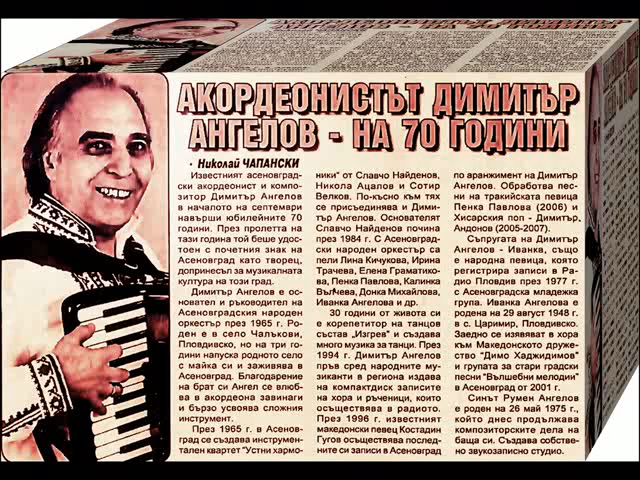 АКОРДЕОНИСТЪТ ДИМИТЪР
АНГЕЛОВ - НА 70 ГОДИНИ
· Николай ЧАПАНСКИ
Известният асеновград-
ски акордеонист и компо-
зитор Димитър Ангелов
в началото на септември
навърши юбилейните 70
години. През пролетта на
тази година той беше удос-
тоен с почетния знак на
Асеновград като творец,
допринесъл за музикалната
култура на този град.
Димитър Ангелов е ос-
новател и ръководител на
Асеновградския народен
оркестър през 1965 г. Ро-
ден е в село Чалъкови,
Пловдивско, но на три го-
дини напуска родното село
с майка си и заживява в
Асеновград. Благодарение
на брат си Ангел се влюб-
ва в акордеона завинаги
и бързо усвоява сложния
инструмент.
През 1965 г. в Асенов-
град се създава инструмен-
тален квартет "Устни хармо-
ники" от Славчо Найденов,
Никола Ацалов и Сотир
Велков. По-късно към тях
се присъединява и Дими-
тър Ангелов. Основателят
Славчо Найденов почина
през 1984 г. С Асеновград-
ски народен оркестър са
пели Лина Кичукова, Ирина
Трачева, Елена Граматико-
ва, Пенка Павлова, Калинка
Вълчева, Донка Михайлова,
Иванка Ангелова и др.
30 години от живота си
е корепетитор на танцов
състав „Изгрев" и създава
много музика за танци. През
1994 г. Димитър Ангелов
пръв сред народните музи-
канти в региона издава
на компактдиск записите
на хора и ръченици, които
осъществява в радиото.
През 1996 г. известният
македонски певец Костадин
Гугов осъществява послед-
ните си записи в Асеновград
по аранжимент на Димитър
Ангелов. Обработва пес-
ни на тракийската певица
Пенка Павлова (2006) и
Хисарския поп - Димитър
Андонов (2005-2007).
Съпругата на Димитър
Ангелов - Иванка, също
е народна певица, която
регистрира записи в Ра-
дио Пловдив през 1977 г.
с Асеновградска младежка
група. Иванка Ангелова е
родена на 29 август 1948 г.
в с. Царимир, Пловдивско.
Заедно се изявяват в хора
към Македонското друже-
ство "Димо Хаджидимов"
и групата за стари градски
песни "Вълшебни мелодии"
в Асеновград от 2001 г.
Синът Румен Ангелов
е роден на 26 май 1975 г.,
който днес продължава
композиторските дела на
баща си. Създава собстве-
но звукозаписно студио.